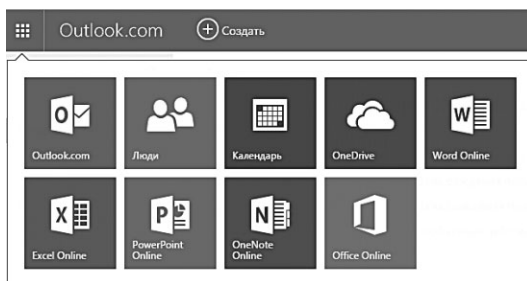 Outlook.com Создать
Outlook.com
Люди
Календарь
OneDrive
Word Online
Excel Online
PowerPoint
Online
OneNote
Online
Office Online